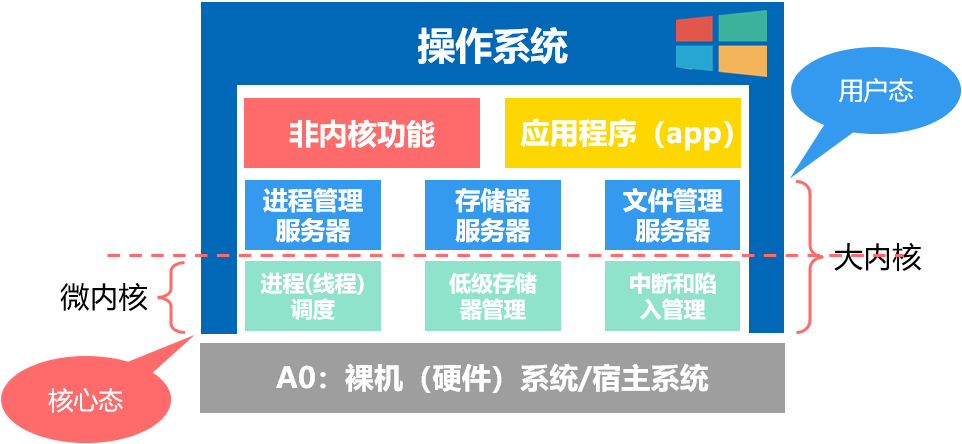 操作系统
用户态
非内核功能
应用程序（app）
进程管理
服务器
存储器
服务器
文件管理
服务器
大内核
微内核
进程(线程)
调度
低级存储
器管理
中断和陷
入管理
核心态
A0：裸机（硬件）系统/宿主系统